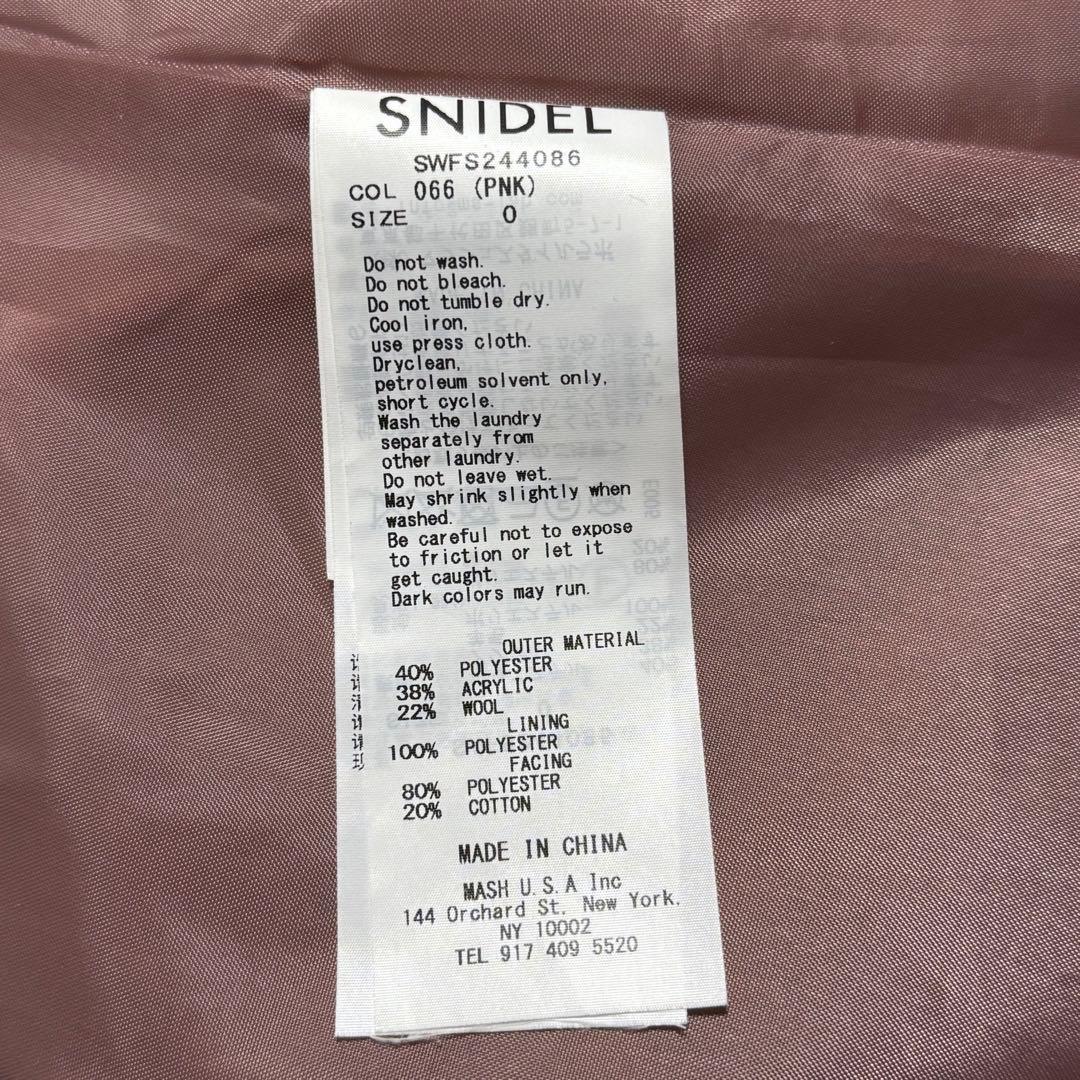 SNIDEL
SWFS244086
COL 066 (PNK)
SIZE 0
Do not wash.
Do not bleach.
Do not tumble dry.
Cool iron,
use press cloth.
Dryclean,
petroleum solvent only,
short cycle.
Wash the laundry
separately from
other laundry.
Do not leave wet.
May shrink slightly when
washed.
Be careful not to expose
to friction or let it
get caught.
Dark colors may run.
OUTER MATERIAL
40% POLYESTER
38% ACRYLIC
22% WOOL
LINING
100% POLYESTER
FACING
80% POLYESTER
20% COTTON
MADE IN CHINA
MASH U.S.A Inc
144 Orchard St, New York.
NY 10002
TEL 917 409 5520